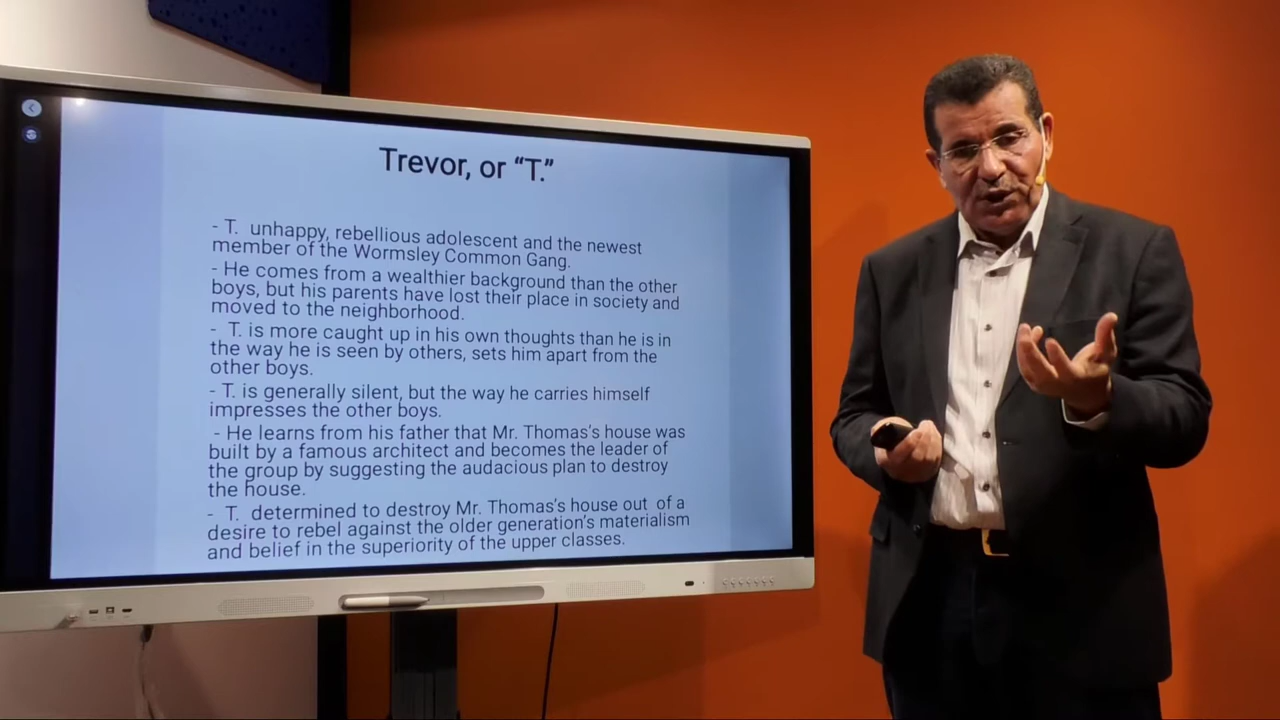 Trevor, or “T.”
- T. unhappy, rebellious adolescent and the newest
member of the Wormsley Common Gang.
- He comes from a wealthier background than the other
boys, but his parents have lost their place in society and
moved to the neighborhood.
- T. is more caught up in his own thoughts than he is in
the way he is seen by others, sets him apart from the
other boys.
- T. is generally silent, but the way he carries himself
impresses the other boys.
- He learns from his father that Mr. Thomas’s house was
built by a famous architect and becomes the leader of
the group by suggesting the audacious plan to destroy
the house.
- T. determined to destroy Mr. Thomas’s house out of a
desire to rebel against the older generation’s materialism
and belief in the superiority of the upper classes.